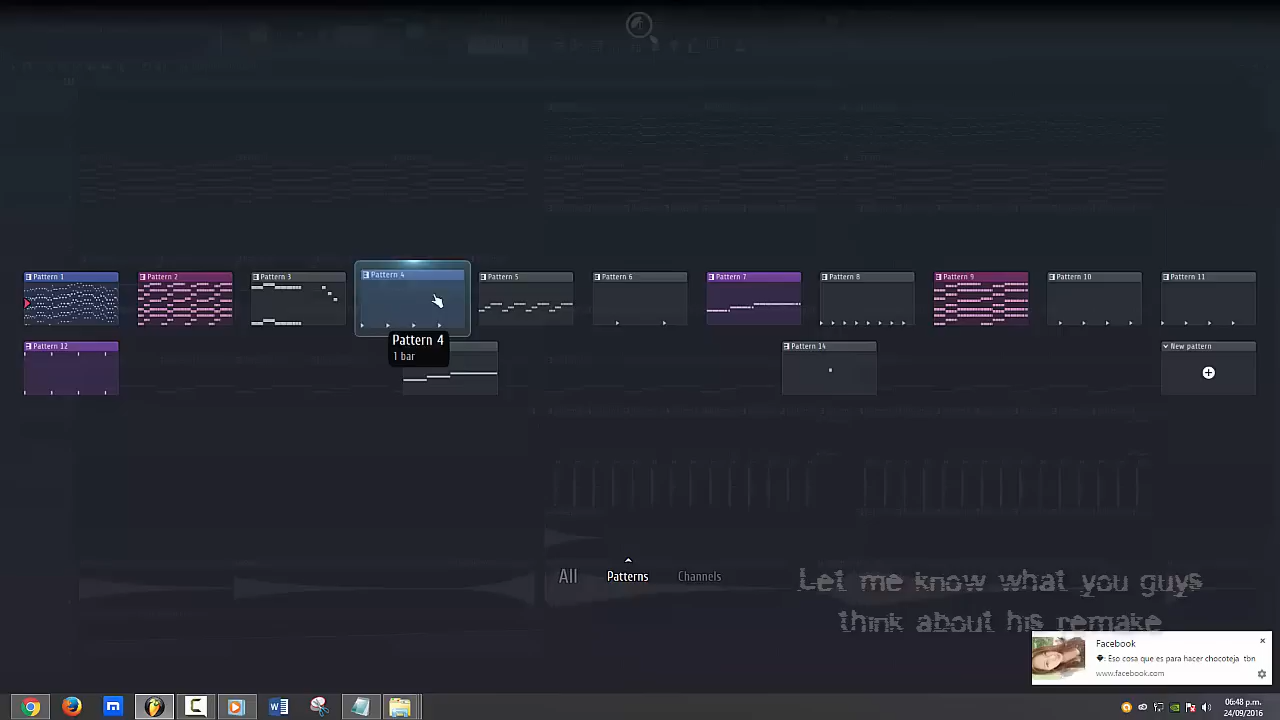 Pattern 1
Pattern 2
Pattern 3
Pattern 4
Pattern 5
Pattern 6
Pattern 7
Pattern 8
Pattern 9
Pattern 10
Pattern 11
Pattern 4
1 bar
Pattern 12
Pattern 14
New pattern
All
Patterns
Channels
Let me know what you guys
think about his remake
Facebook
: Eso cosa que es para hacer chocoteja tbn
www.facebook.com
06:48 p.m.
24/09/2016